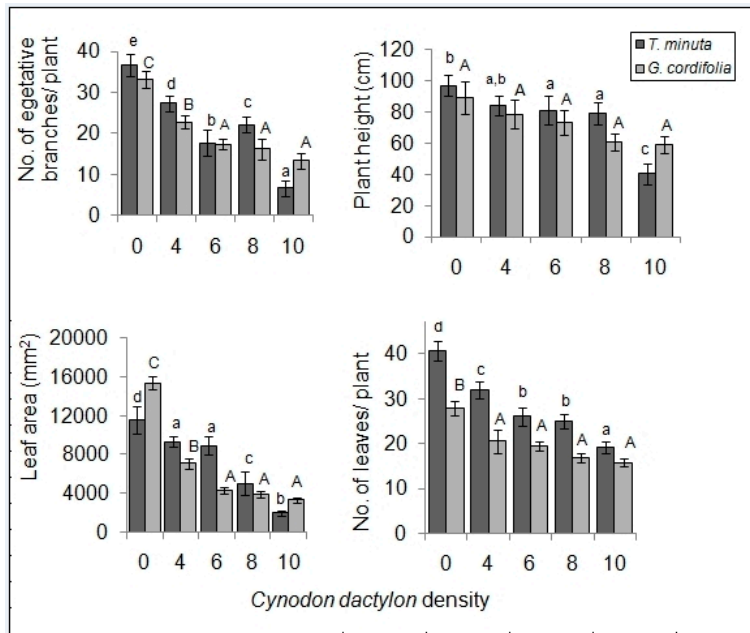 No. of egetative
branches/ plant
40
30
20
10
0
e
C
d
B
b
A
c
A
a
A
0 4 6 8 10
Plant height (cm)
120
100
80
60
40
20
0
b
A
a,b
A
a
A
a
A
c
A
T. minuta
G. cordifolia
0 4 6 8 10
Leaf area (mm²)
20000
16000
12000
8000
4000
0
d
C
a
B
a
A
c
A
b
A
0 4 6 8 10
No. of leaves/ plant
40
30
20
10
0
d
B
c
A
b
A
b
A
a
A
0 4 6 8 10
Cynodon dactylon density